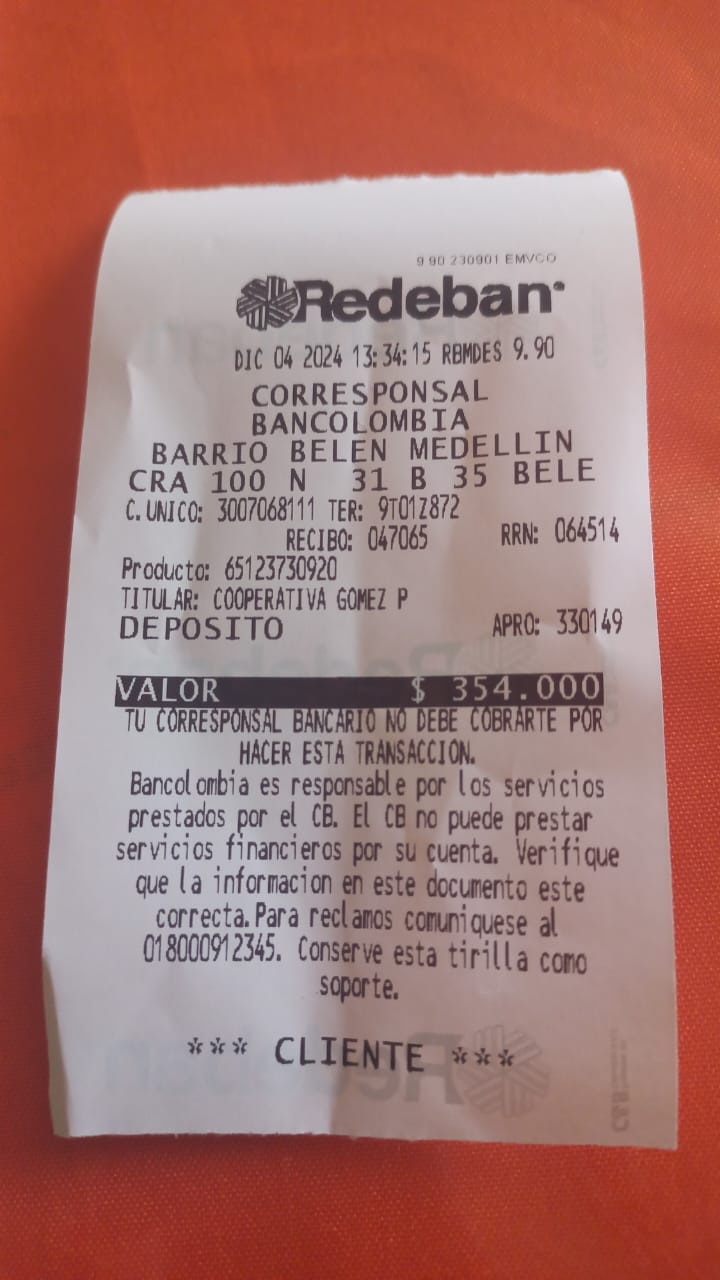 9.90 230901 EMVCO
Redeban
DIC 04 2024 13:34:15 RBMDES 9.90
CORRESPONSAL
BANCOLOMBIA
BARRIO BELEN MEDELLIN
CRA 100 N 31 B 35 BELE
C.UNICO: 3007068111 TER: 9T01Z872
RECIBO: 047065 RRN: 064514
Producto: 65123730920
TITULAR: COOPERATIVA GOMEZ P
DEPOSITO APRO: 330149
VALOR $ 354.000
TU CORRESPONSAL BANCARIO NO DEBE COBRARTE POR
HACER ESTA TRANSACCION.
Bancolombia es responsable por los servicios
prestados por el CB. El CB no puede prestar
servicios financieros por su cuenta. Verifique
que la informacion en este documento este
correcta.Para reclamos comuniquese al
018000912345. Conserve esta tirilla como
soporte.
*** CLIENTE ***